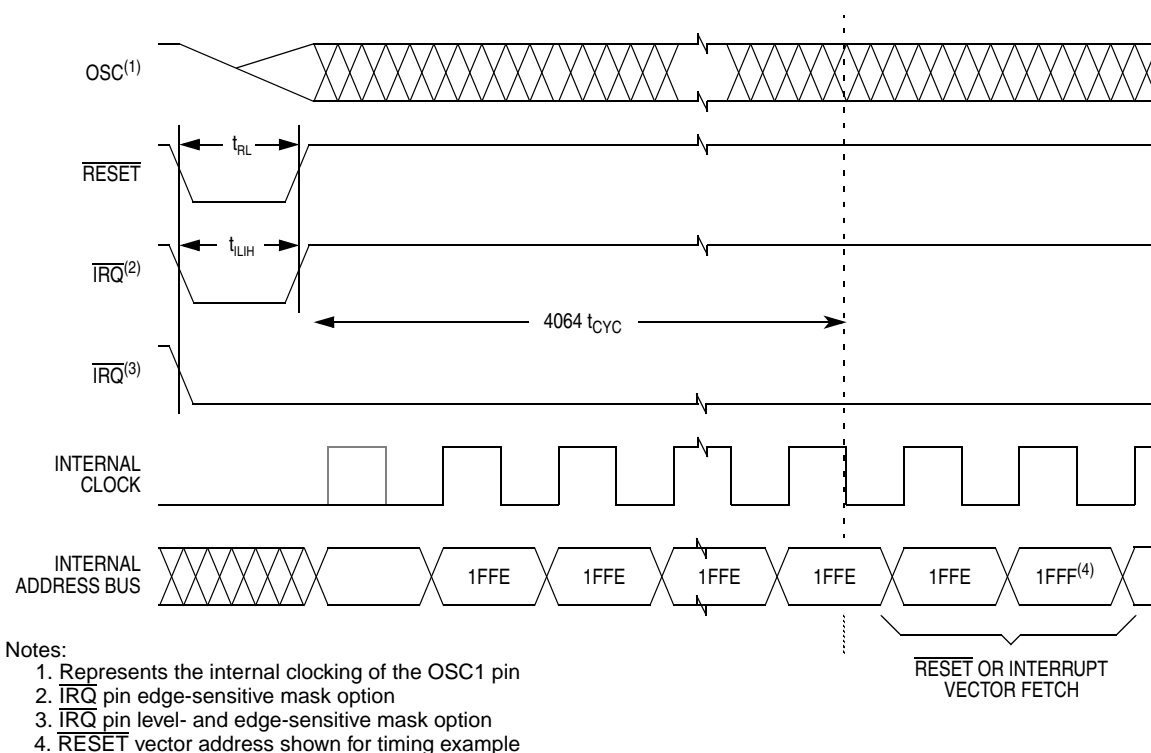 OSC(1)
tRL
RESET
tILIH
IRQ(2)
4064 tCYC
IRQ(3)
INTERNAL
CLOCK
INTERNAL
ADDRESS BUS
1FFE
1FFE
1FFE
1FFE
1FFE
1FFF(4)
RESET OR INTERRUPT
VECTOR FETCH
Notes:
1. Represents the internal clocking of the OSC1 pin
2. IRQ pin edge-sensitive mask option
3. IRQ pin level- and edge-sensitive mask option
4. RESET vector address shown for timing example